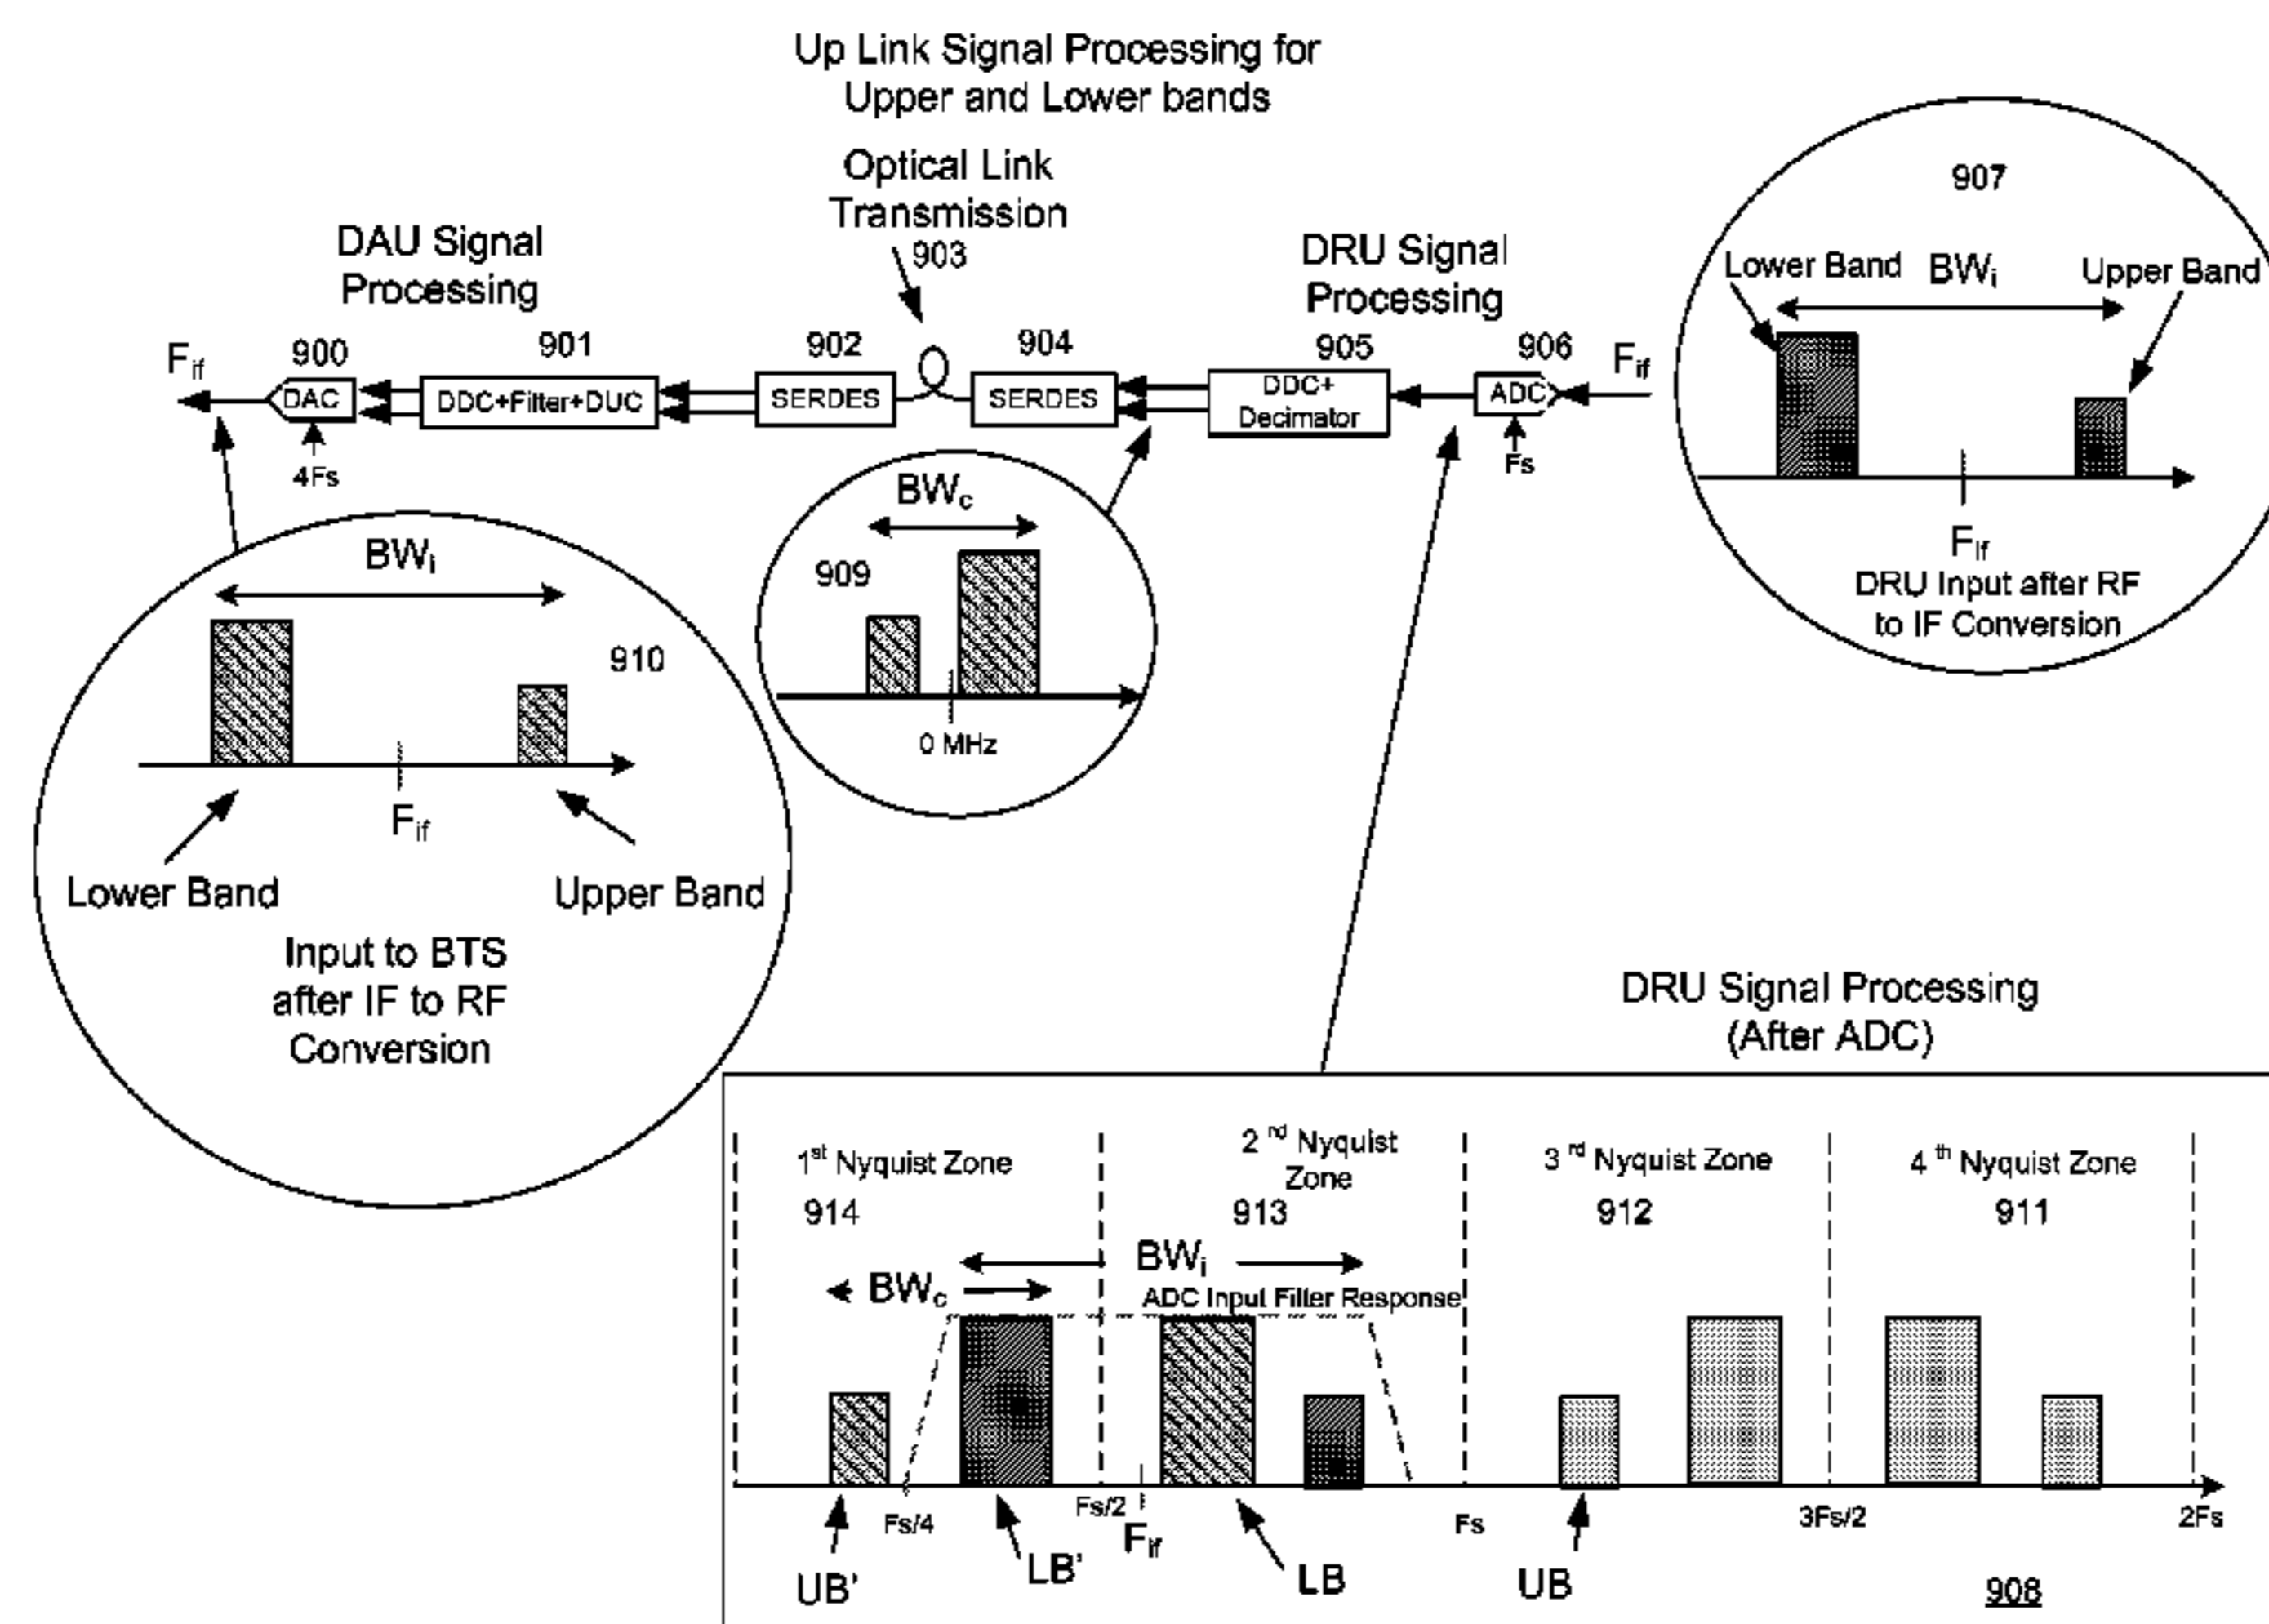 Up Link Signal Processing for
Upper and Lower bands
Optical Link
Transmission
903
DAU Signal
Processing
DRU Signal
Processing
907
Lower Band
BWi
Upper Band
Fif
900
901
902
904
905
906
Fif
DAC
DDC+Filter+DUC
SERDES
SERDES
DDC+
Decimator
ADC
4Fs
Fs
Fif
DRU Input after RF
to IF Conversion
BWc
909
0 MHz
BWi
910
Fif
Lower Band
Upper Band
Input to BTS
after IF to RF
Conversion
DRU Signal Processing
(After ADC)
1st Nyquist Zone
914
2nd Nyquist
Zone
913
3rd Nyquist Zone
912
4th Nyquist Zone
911
BWi
BWc
ADC Input Filter Response
Fs/4
Fs/2
Fif
Fs
3Fs/2
2Fs
UB'
LB'
LB
UB
908